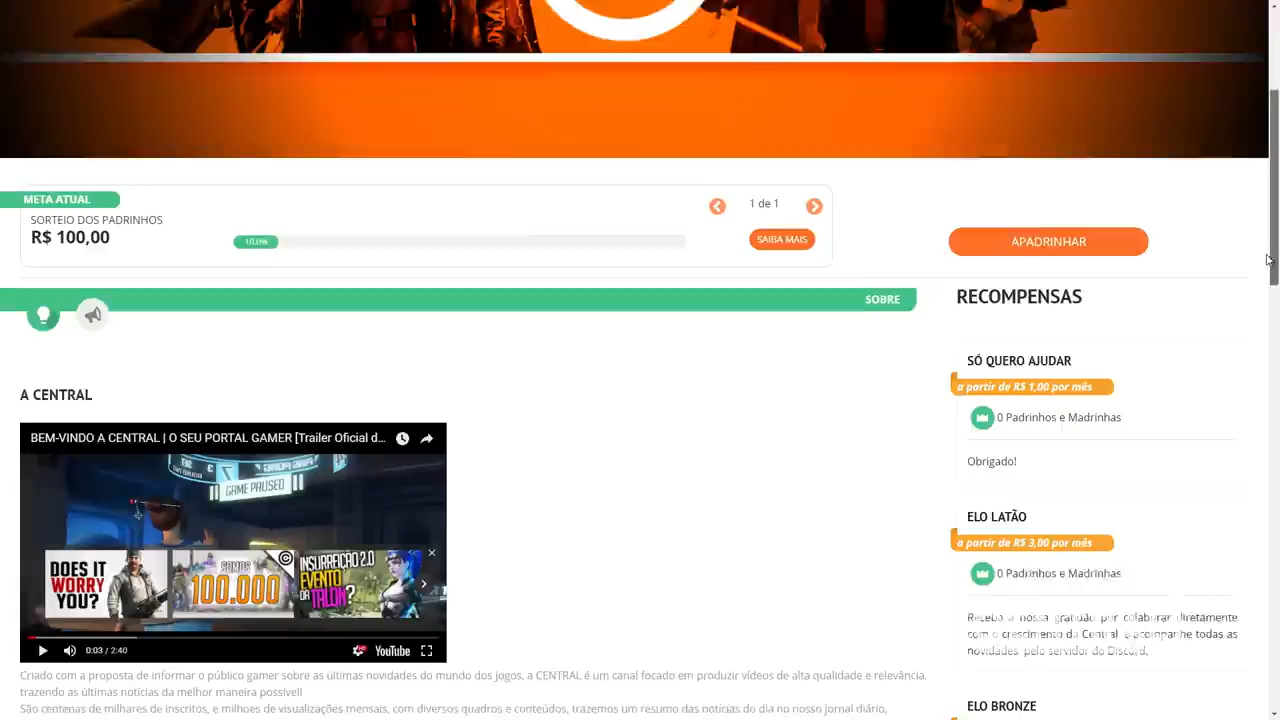 META ATUAL
SORTEIO DOS PADRINHOS
R$ 100,00
10.0%
1 de 1
SAIBA MAIS
APADRINHAR
SOBRE
RECOMPENSAS
A CENTRAL
BEM-VINDO A CENTRAL | O SEU PORTAL GAMER [Trailer Oficial d...
GAME PAUSED
DOES IT
WORRY
YOU?
SOMOS
100.000
INSURREIÇÃO 2.0
EVENTO
DA TALON?
0:03 / 2:40
YouTube
Criado com a proposta de informar o público gamer sobre as últimas novidades do mundo dos jogos, a CENTRAL é um canal focado em produzir vídeos de alta qualidade e relevância,
trazendo as últimas notícias da melhor maneira possível!
São centenas de milhares de inscritos, e milhoes de visualizações mensais, com diversos quadros e conteúdos, trazemos um resumo das notícias do dia no nosso jornal diário,
SÓ QUERO AJUDAR
a partir de R$ 1,00 por mês
0 Padrinhos e Madrinhas
Obrigado!
ELO LATÃO
a partir de R$ 3,00 por mês
0 Padrinhos e Madrinhas
Receba a nossa gratidão por colaborar diretamente
com o crescimento da Central e acompanhe todas as
novidades pelo servidor do Discord.
ELO BRONZE